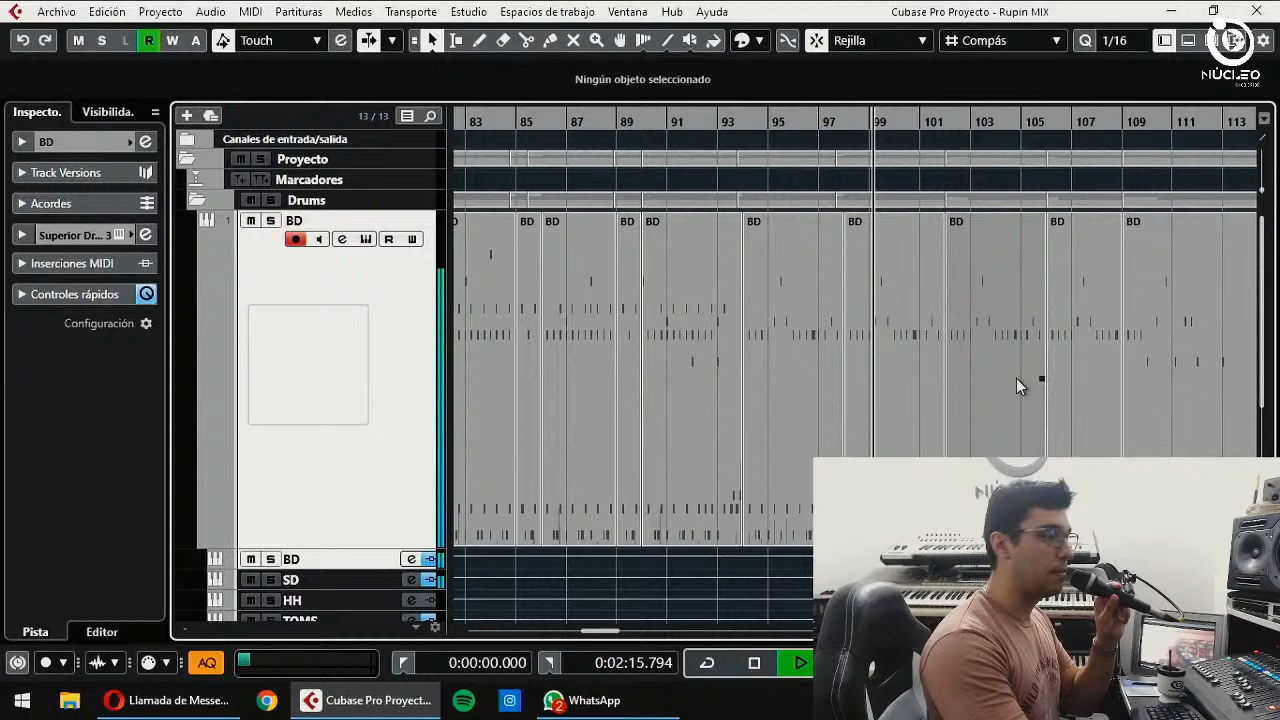 Archivo Edición Proyecto Audio MIDI Partituras Medios Transporte Estudio Espacios de trabajo Ventana Hub Ayuda Cubase Pro Proyecto - Rupin MIX
M S L R W A Touch Rejilla Compás Q 1/16
NÚCLEO
Ningún objeto seleccionado
Inspecto. Visibilida. 13 / 13 83 85 87 89 91 93 95 97 99 101 103 105 107 109 111 113
BD Canales de entrada/salida
M S Proyecto
Track Versions Marcadores
Acordes M S Drums
1 M S BD BD BD BD BD BD BD BD BD BD
Superior Dr... 3 R
Inserciones MIDI
Controles rápidos
Configuración
M S BD
M S SD
M S HH
TOMS
Pista Editor
AQ 0:00:00.000 0:02:15.794
Llamada de Messe... Cubase Pro Proyect... 2 WhatsApp